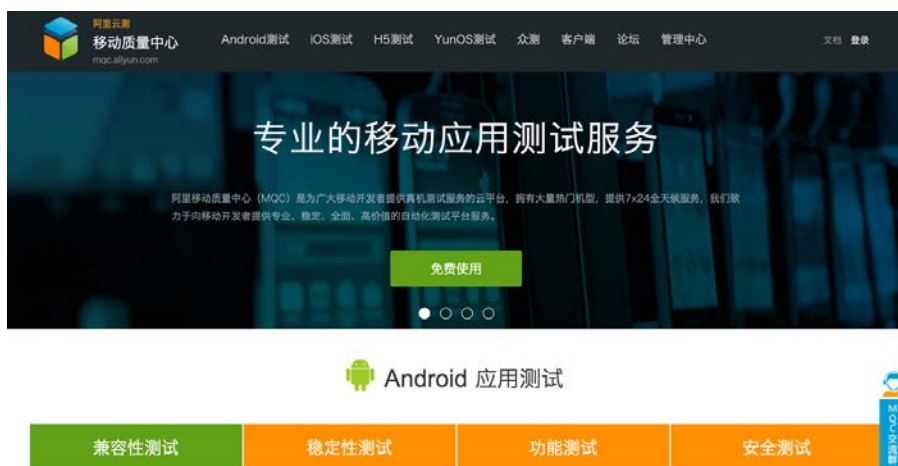 阿里云测
移动质量中心
mqc.aliyun.com
Android测试 iOS测试 H5测试 YunOS测试 众测 客户端 论坛 管理中心
文档 登录
专业的移动应用测试服务
阿里移动质量中心（MQC）是为广大移动开发者提供真机测试服务的云平台，拥有大量热门机型，提供7x24全天候服务，我们致
力于向移动开发者提供专业、稳定、全面、高价值的自动化测试平台服务。
免费使用
Android 应用测试
兼容性测试 稳定性测试 功能测试 安全测试
MQC交流群